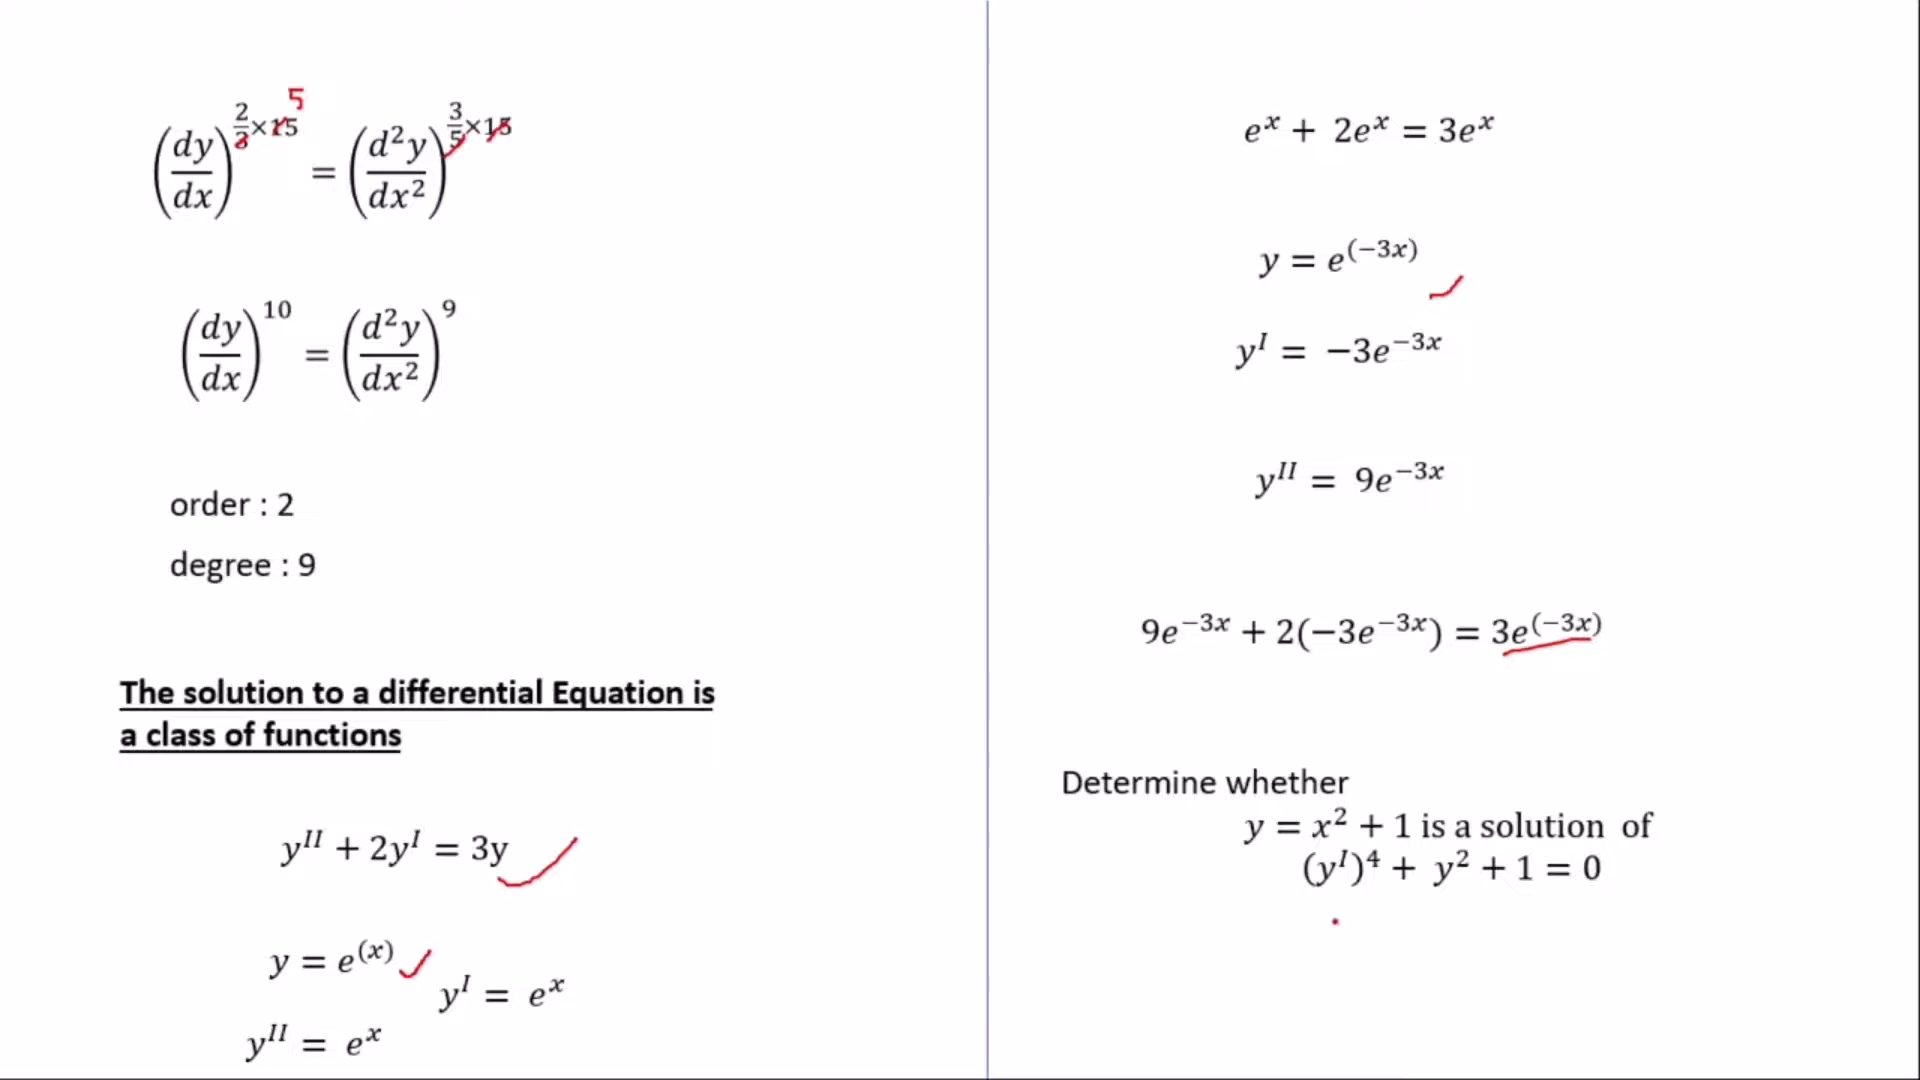 5
(dy/dx)^(2/3 × 15) = (d²y/dx²)^(3/5 × 15)
(dy/dx)^10 = (d²y/dx²)^9
order : 2
degree : 9
The solution to a differential Equation is
a class of functions
y^II + 2y^I = 3y
y = e^(x)
y^I = e^x
y^II = e^x
e^x + 2e^x = 3e^x
y = e^(−3x)
y^I = −3e^−3x
y^II = 9e^−3x
9e^−3x + 2(−3e^−3x) = 3e^(−3x)
Determine whether
y = x² + 1 is a solution of
(y^I)⁴ + y² + 1 = 0